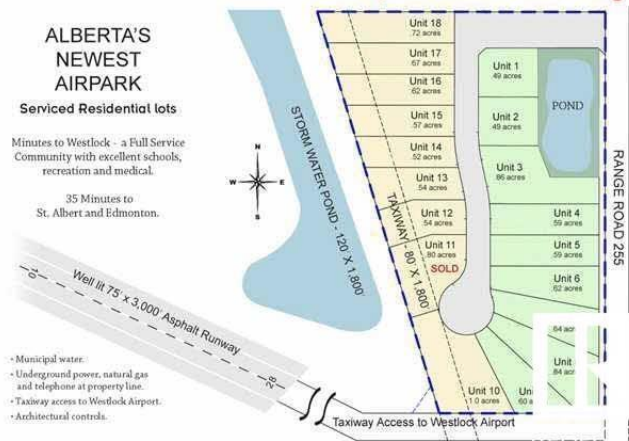 ALBERTA'S
NEWEST
AIRPARK
Serviced Residential lots
Minutes to Westlock - a Full Service
Community with excellent schools,
recreation and medical.
35 Minutes to
St. Albert and Edmonton.
N
W E
S
STORM WATER POND - 120' X 1,800'
10
Well lit 75' x 3,000' Asphalt Runway
28
• Municipal water.
• Underground power, natural gas
and telephone at property line.
• Taxiway access to Westlock Airport.
• Architectural controls.
Unit 18
.72 acres
Unit 17
.67 acres
Unit 16
.62 acres
Unit 15
.57 acres
Unit 14
.52 acres
Unit 13
.54 acres
Unit 12
.54 acres
Unit 11
.80 acres
SOLD
TAXIWAY - 80' X 1,800'
Unit 1
.49 acres
Unit 2
.49 acres
POND
Unit 3
.86 acres
Unit 4
.59 acres
Unit 5
.59 acres
Unit 6
.62 acres
.64
Unit
.84
Unit 10
1.0 acres
.60
RANGE ROAD 255
Taxiway Access to Westlock Airport